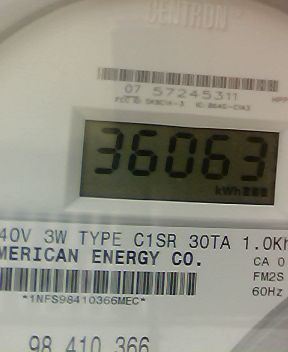 CENTRON
07 57245311
36063
kWh
40V 3W TYPE C1SR 30TA 1.0Kh
MERICAN ENERGY CO.
CA 0
FM2S
60Hz
*1NFS98410366MEC*
98 410 366